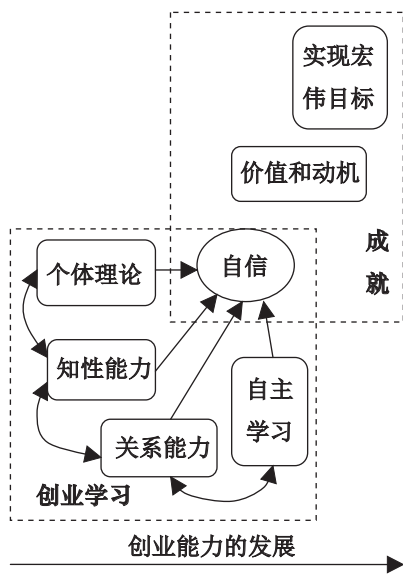 实现宏
伟目标
价值和动机
成
就
个体理论
自信
知性能力
自主
学习
关系能力
创业学习
创业能力的发展